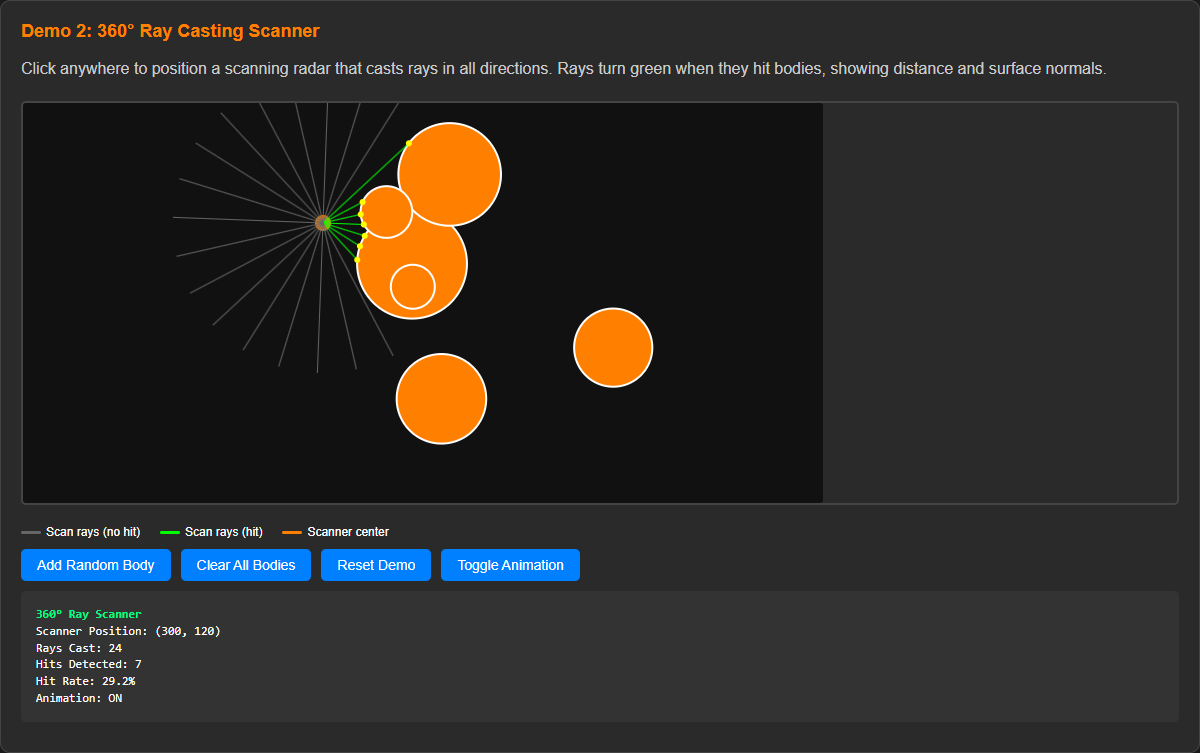 Demo 2: 360° Ray Casting Scanner
Click anywhere to position a scanning radar that casts rays in all directions. Rays turn green when they hit bodies, showing distance and surface normals.
Scan rays (no hit) Scan rays (hit) Scanner center
Add Random Body Clear All Bodies Reset Demo Toggle Animation
360° Ray Scanner
Scanner Position: (300, 120)
Rays Cast: 24
Hits Detected: 7
Hit Rate: 29.2%
Animation: ON